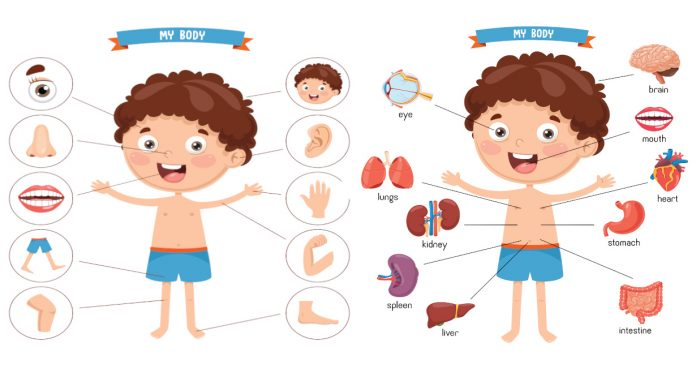 MY BODY
MY BODY
eye
brain
mouth
lungs
heart
kidney
stomach
spleen
liver
intestine